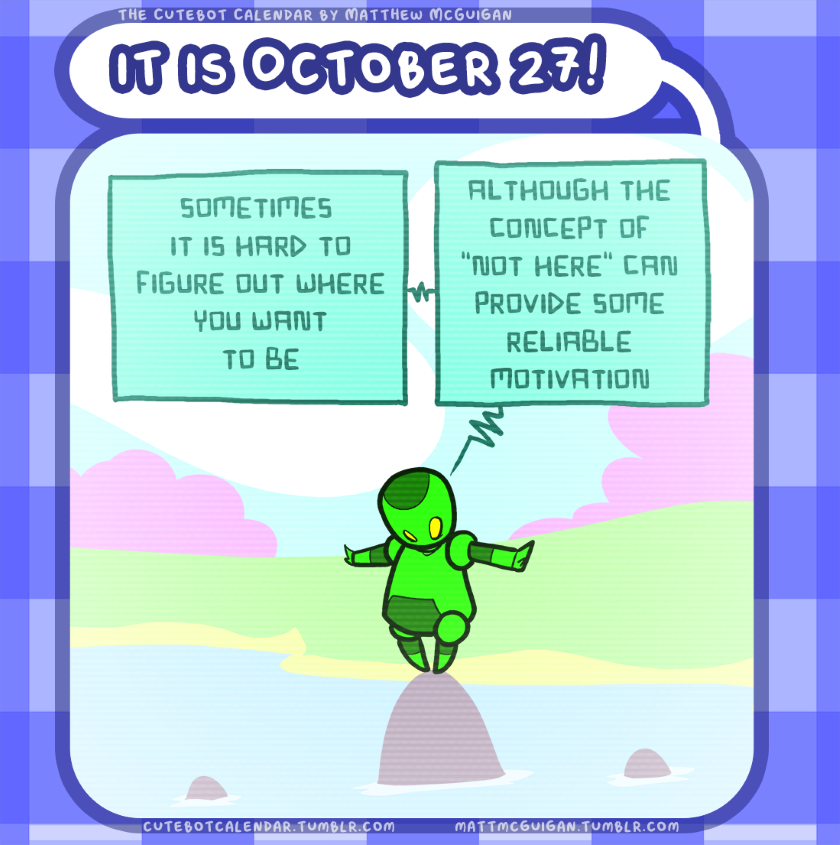 THE CUTEBOT CALENDAR BY MATTHEW MCGUIGAN
IT IS OCTOBER 27!
SOMETIMES
IT IS HARD TO
FIGURE OUT WHERE
YOU WANT
TO BE
ALTHOUGH THE
CONCEPT OF
"NOT HERE" CAN
PROVIDE SOME
RELIABLE
MOTIVATION
CUTEBOTCALENDAR.TUMBLR.COM
MATTMCGUIGAN.TUMBLR.COM